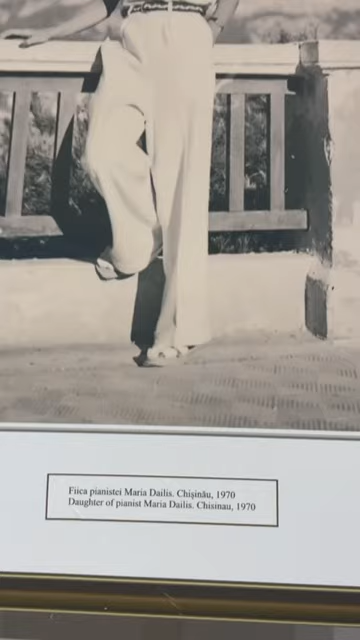 Fiica pianistei Maria Dailis. Chişinău, 1970
Daughter of pianist Maria Dailis. Chisinau, 1970